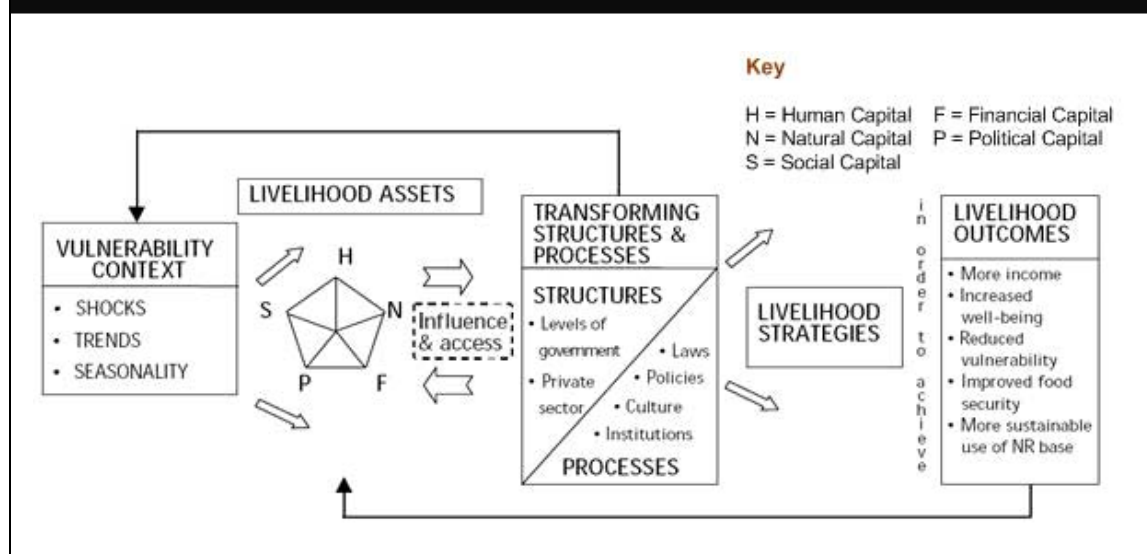 Key
H = Human Capital F = Financial Capital
N = Natural Capital P = Political Capital
S = Social Capital
LIVELIHOOD ASSETS
VULNERABILITY
CONTEXT
• SHOCKS
• TRENDS
• SEASONALITY
H
S
N
P
F
Influence
& access
TRANSFORMING
STRUCTURES &
PROCESSES
STRUCTURES
• Levels of
government
• Private
sector
• Laws
• Policies
• Culture
• Institutions
PROCESSES
LIVELIHOOD
STRATEGIES
in order to achieve
LIVELIHOOD
OUTCOMES
• More income
• Increased
well-being
• Reduced
vulnerability
• Improved food
security
• More sustainable
use of NR base